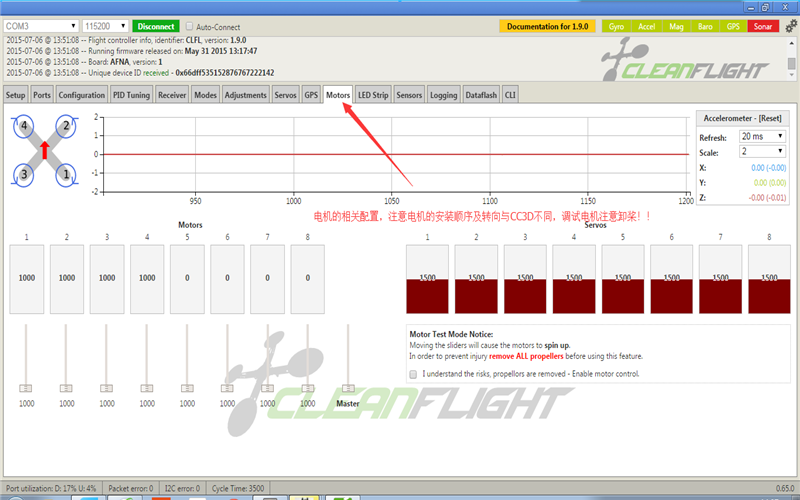 COM3 115200 Disconnect Auto-Connect Documentation for 1.9.0 Gyro Accel Mag Baro GPS Sonar
2015-07-06 @ 13:51:08 -- Flight controller info, identifier: CLFL, version: 1.9.0
2015-07-06 @ 13:51:08 -- Running firmware released on: May 31 2015 13:17:47
2015-07-06 @ 13:51:08 -- Board: AFNA, version: 1
2015-07-06 @ 13:51:08 -- Unique device ID received - 0x66dff535152876767222142
CLEANFLIGHT
Setup Ports Configuration PID Tuning Receiver Modes Adjustments Servos GPS Motors LED Strip Sensors Logging Dataflash CLI
4 2
3 1
2
1
0
-1
-2
950 1000 1050 1100 1150 1200
Accelerometer - [Reset]
Refresh: 20 ms
Scale: 2
X: 0.00 (-0.00)
Y: 0.00 (0.00)
Z: -0.00 (-0.01)
电机的相关配置，注意电机的安装顺序及转向与CC3D不同，调试电机注意卸桨！！
Motors
1 2 3 4 5 6 7 8
1000 1000 1000 1000 0 0 0 0
1000 1000 1000 1000 1000 1000 1000 1000 Master
Servos
1 2 3 4 5 6 7 8
1500 1500 1500 1500 1500 1500 1500 1500
Motor Test Mode Notice:
Moving the sliders will cause the motors to spin up.
In order to prevent injury remove ALL propellers before using this feature.
I understand the risks, propellors are removed - Enable motor control.
CLEANFLIGHT
Port utilization: D: 17% U: 4% Packet error: 0 I2C error: 0 Cycle Time: 3500 0.65.0